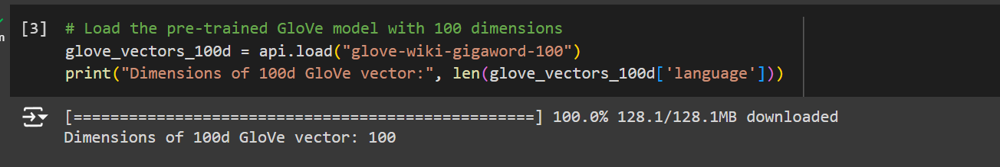 [3] # Load the pre-trained GloVe model with 100 dimensions
glove_vectors_100d = api.load("glove-wiki-gigaword-100")
print("Dimensions of 100d GloVe vector:", len(glove_vectors_100d['language']))
[==================================================] 100.0% 128.1/128.1MB downloaded
Dimensions of 100d GloVe vector: 100